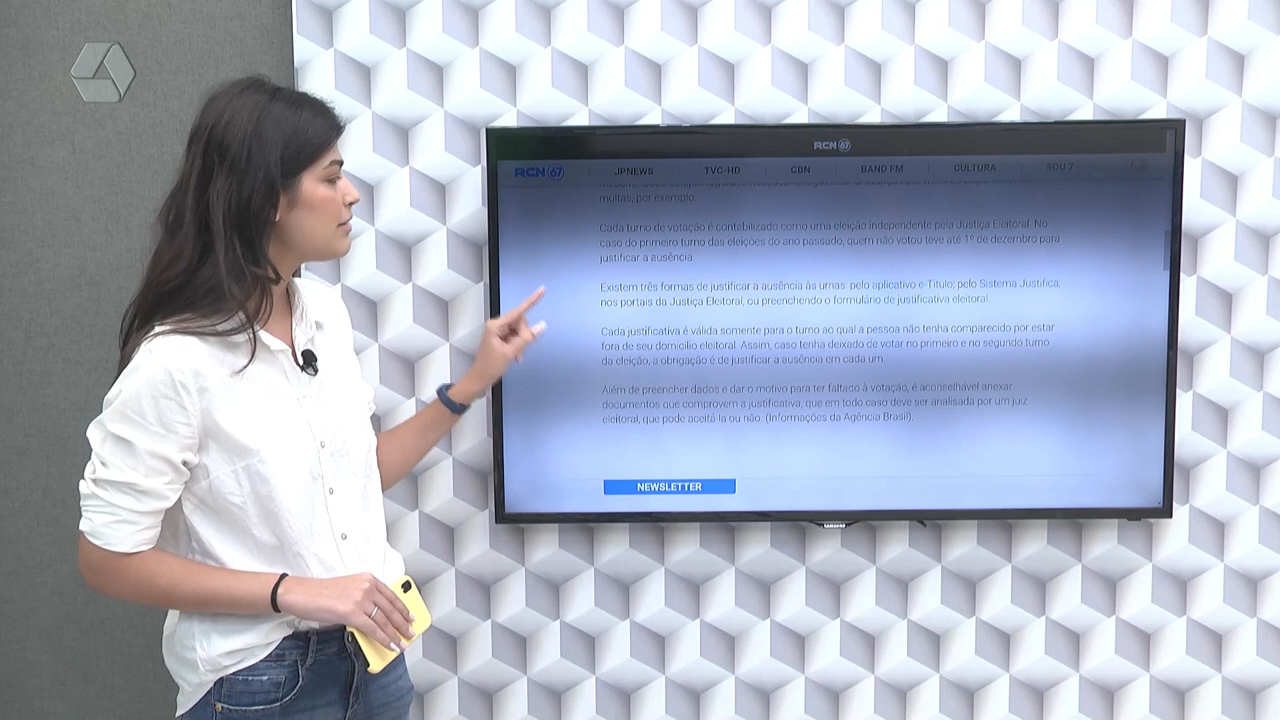 RCN 67
RCN 67 JPNEWS TVC-HD CBN BAND FM CULTURA SOU 7
multas, por exemplo.
Cada turno de votação é contabilizado como uma eleição independente pela Justiça Eleitoral. No
caso do primeiro turno das eleições do ano passado, quem não votou teve até 1º de dezembro para
justificar a ausência.
Existem três formas de justificar a ausência às urnas: pelo aplicativo e-Título; pelo Sistema Justifica,
nos portais da Justiça Eleitoral; ou preenchendo o formulário de justificativa eleitoral.
Cada justificativa é válida somente para o turno ao qual a pessoa não tenha comparecido por estar
fora de seu domicílio eleitoral. Assim, caso tenha deixado de votar no primeiro e no segundo turno
da eleição, a obrigação é de justificar a ausência em cada um.
Além de preencher dados e dar o motivo para ter faltado à votação, é aconselhável anexar
documentos que comprovem a justificativa, que em todo caso deve ser analisada por um juiz
eleitoral, que pode aceitá-la ou não. (Informações da Agência Brasil).
NEWSLETTER
SAMSUNG